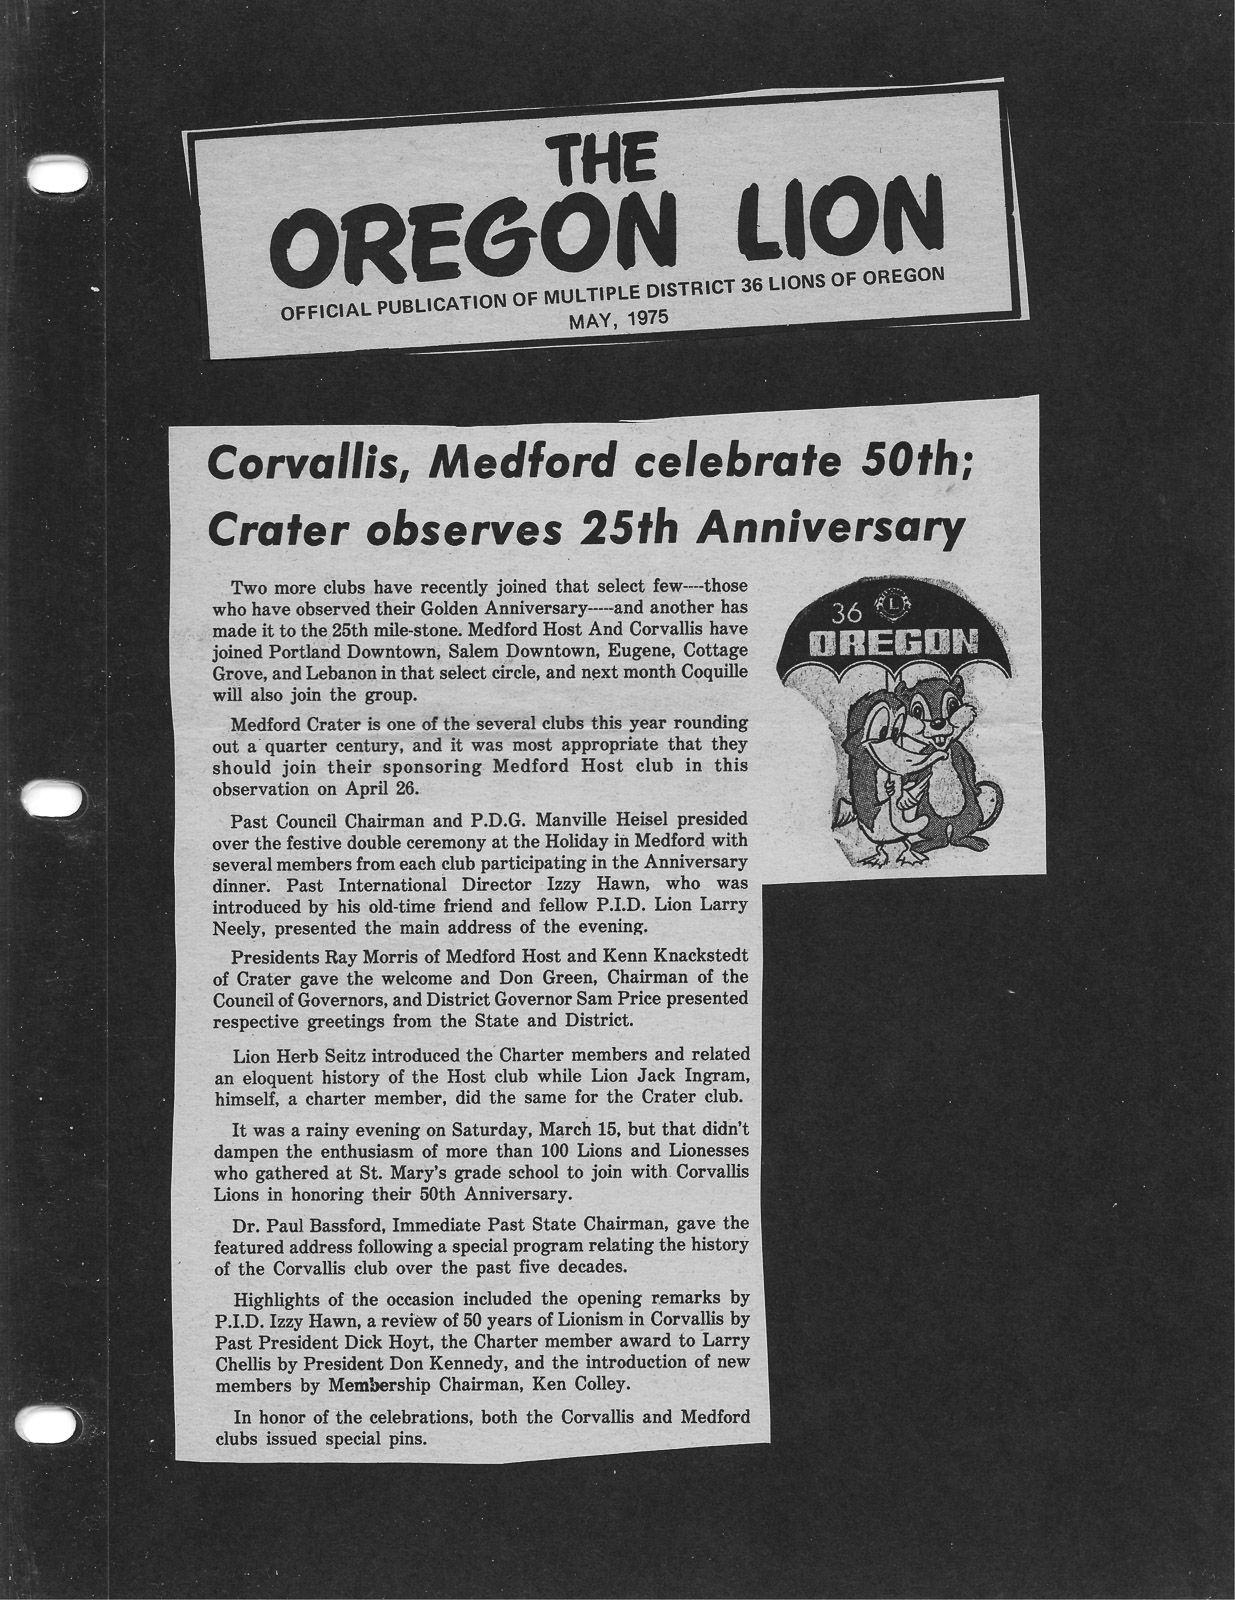 THE
OREGON LION
OFFICIAL PUBLICATION OF MULTIPLE DISTRICT 36 LIONS OF OREGON
MAY, 1975
Corvallis, Medford celebrate 50th;
Crater observes 25th Anniversary
Two more clubs have recently joined that select few----those
who have observed their Golden Anniversary-----and another has
made it to the 25th mile-stone. Medford Host And Corvallis have
joined Portland Downtown, Salem Downtown, Eugene, Cottage
Grove, and Lebanon in that select circle, and next month Coquille
will also join the group.
Medford Crater is one of the several clubs this year rounding
out a quarter century, and it was most appropriate that they
should join their sponsoring Medford Host club in this
observation on April 26.
Past Council Chairman and P.D.G. Manville Heisel presided
over the festive double ceremony at the Holiday in Medford with
several members from each club participating in the Anniversary
dinner. Past International Director Izzy Hawn, who was
introduced by his old-time friend and fellow P.I.D. Lion Larry
Neely, presented the main address of the evening.
Presidents Ray Morris of Medford Host and Kenn Knackstedt
of Crater gave the welcome and Don Green, Chairman of the
Council of Governors, and District Governor Sam Price presented
respective greetings from the State and District.
Lion Herb Seitz introduced the Charter members and related
an eloquent history of the Host club while Lion Jack Ingram,
himself, a charter member, did the same for the Crater club.
It was a rainy evening on Saturday, March 15, but that didn't
dampen the enthusiasm of more than 100 Lions and Lionesses
who gathered at St. Mary's grade school to join with Corvallis
Lions in honoring their 50th Anniversary.
Dr. Paul Bassford, Immediate Past State Chairman, gave the
featured address following a special program relating the history
of the Corvallis club over the past five decades.
Highlights of the occasion included the opening remarks by
P.I.D. Izzy Hawn, a review of 50 years of Lionism in Corvallis by
Past President Dick Hoyt, the Charter member award to Larry
Chellis by President Don Kennedy, and the introduction of new
members by Membership Chairman, Ken Colley.
In honor of the celebrations, both the Corvallis and Medford
clubs issued special pins.
36 L
OREGON